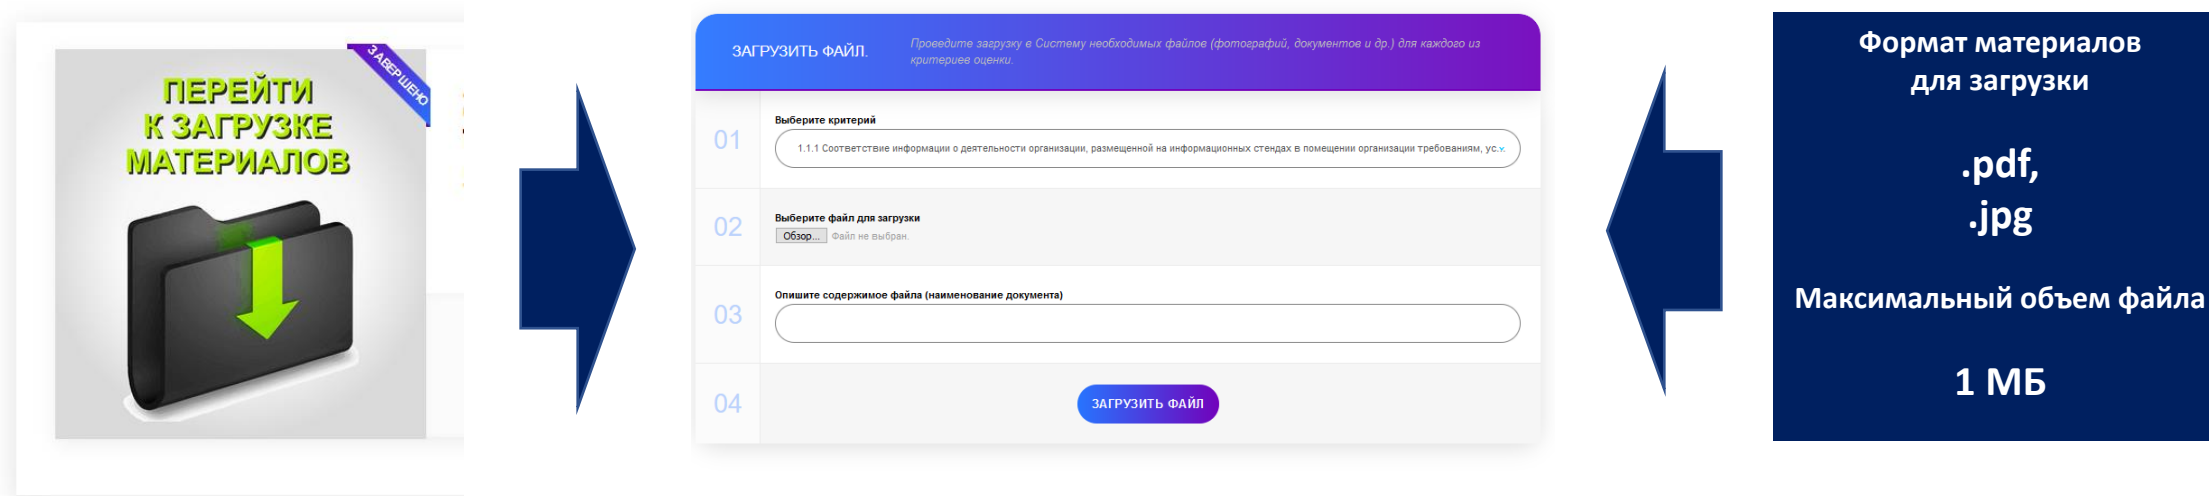 ЗАВЕРШЕНО
ПЕРЕЙТИ
К ЗАГРУЗКЕ
МАТЕРИАЛОВ
ЗАГРУЗИТЬ ФАЙЛ.
Проведите загрузку в Систему необходимых файлов (фотографий, документов и др.) для каждого из
критериев оценки.
01
Выберите критерий
1.1.1 Соответствие информации о деятельности организации, размещенной на информационных стендах в помещении организации требованиям, ус
02
Выберите файл для загрузки
Обзор... Файл не выбран.
03
Опишите содержимое файла (наименование документа)
04
ЗАГРУЗИТЬ ФАЙЛ
Формат материалов
для загрузки
.pdf,
.jpg
Максимальный объем файла
1 МБ